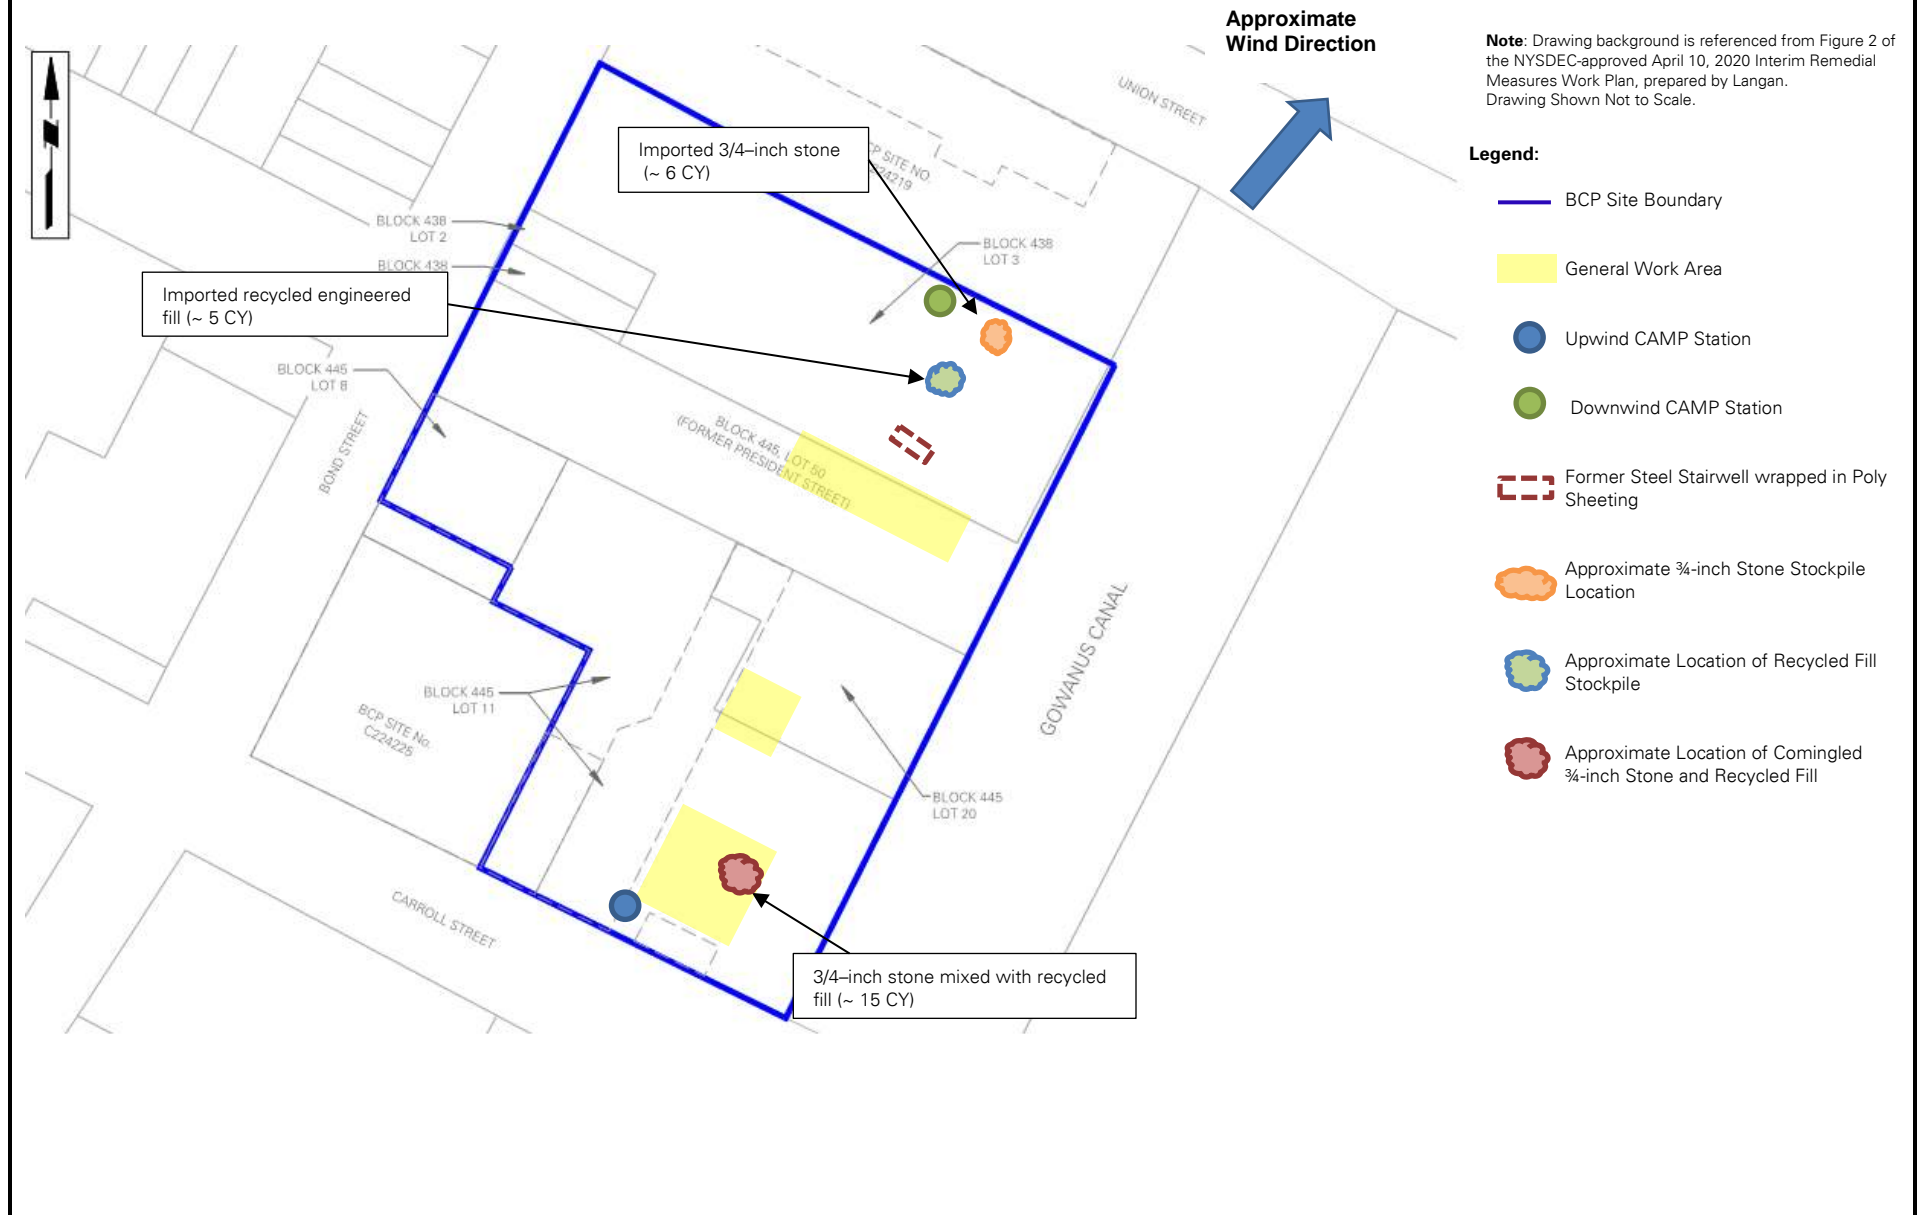 Approximate
Wind Direction
Note: Drawing background is referenced from Figure 2 of
the NYSDEC-approved April 10, 2020 Interim Remedial
Measures Work Plan, prepared by Langan.
Drawing Shown Not to Scale.
Legend:
BCP Site Boundary
General Work Area
Upwind CAMP Station
Downwind CAMP Station
Former Steel Stairwell wrapped in Poly
Sheeting
Approximate ¾-inch Stone Stockpile
Location
Approximate Location of Recycled Fill
Stockpile
Approximate Location of Comingled
¾-inch Stone and Recycled Fill
N
UNION STREET
Imported 3/4–inch stone
(~ 6 CY)
SITE NO.
BLOCK 438
LOT 2
BLOCK 438
BLOCK 438
LOT 3
Imported recycled engineered
fill (~ 5 CY)
BLOCK 445
LOT 8
BOND STREET
BLOCK 445, LOT 50
(FORMER PRESIDENT STREET)
GOWANUS CANAL
BLOCK 445
LOT 11
BCP SITE No.
C224225
BLOCK 445
LOT 20
CARROLL STREET
3/4–inch stone mixed with recycled
fill (~ 15 CY)